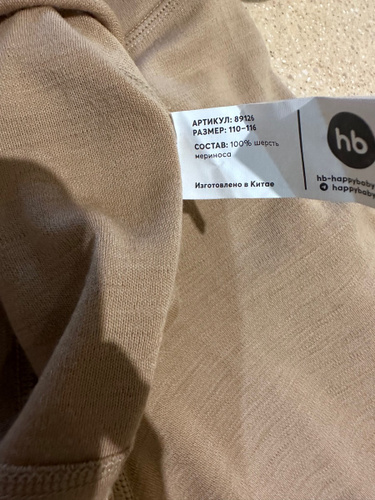 АРТИКУЛ: 89126
РАЗМЕР: 110-116
СОСТАВ: 100% шерсть
мериноса
Изготовлено в Китае
hb
hb-happybaby
happybaby